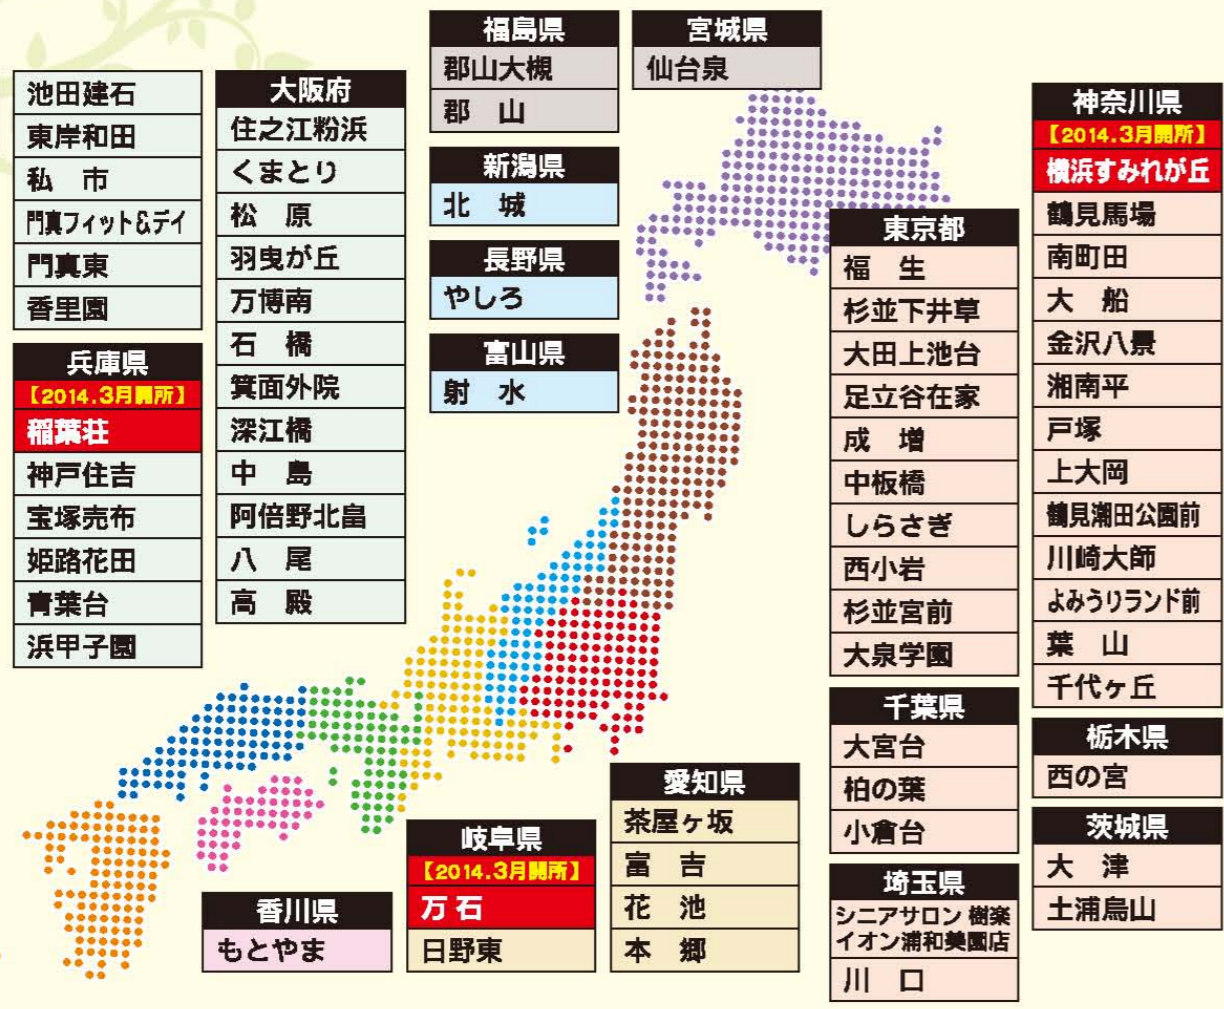 池田建石
東岸和田
私　市
門真フィット&デイ
門真東
香里園
兵庫県
【2014.3月開所】
稲葉荘
神戸住吉
宝塚売布
姫路花田
青葉台
浜甲子園
大阪府
住之江粉浜
くまとり
松　原
羽曳が丘
万博南
石　橋
箕面外院
深江橋
中　島
阿倍野北畠
八　尾
高　殿
福島県
郡山大槻
郡　山
宮城県
仙台泉
新潟県
北　城
長野県
やしろ
富山県
射　水
東京都
福　生
杉並下井草
大田上池台
足立谷在家
成　増
中板橋
しらさぎ
西小岩
杉並宮前
大泉学園
千葉県
大宮台
柏の葉
小倉台
埼玉県
シニアサロン 樹楽
イオン浦和美園店
川　口
神奈川県
【2014.3月開所】
横浜すみれが丘
鶴見馬場
南町田
大　船
金沢八景
湘南平
戸塚
上大岡
鶴見潮田公園前
川崎大師
よみうりランド前
葉　山
千代ヶ丘
栃木県
西の宮
茨城県
大　津
土浦烏山
愛知県
茶屋ヶ坂
富　吉
花　池
本　郷
岐阜県
【2014.3月開所】
万石
日野東
香川県
もとやま